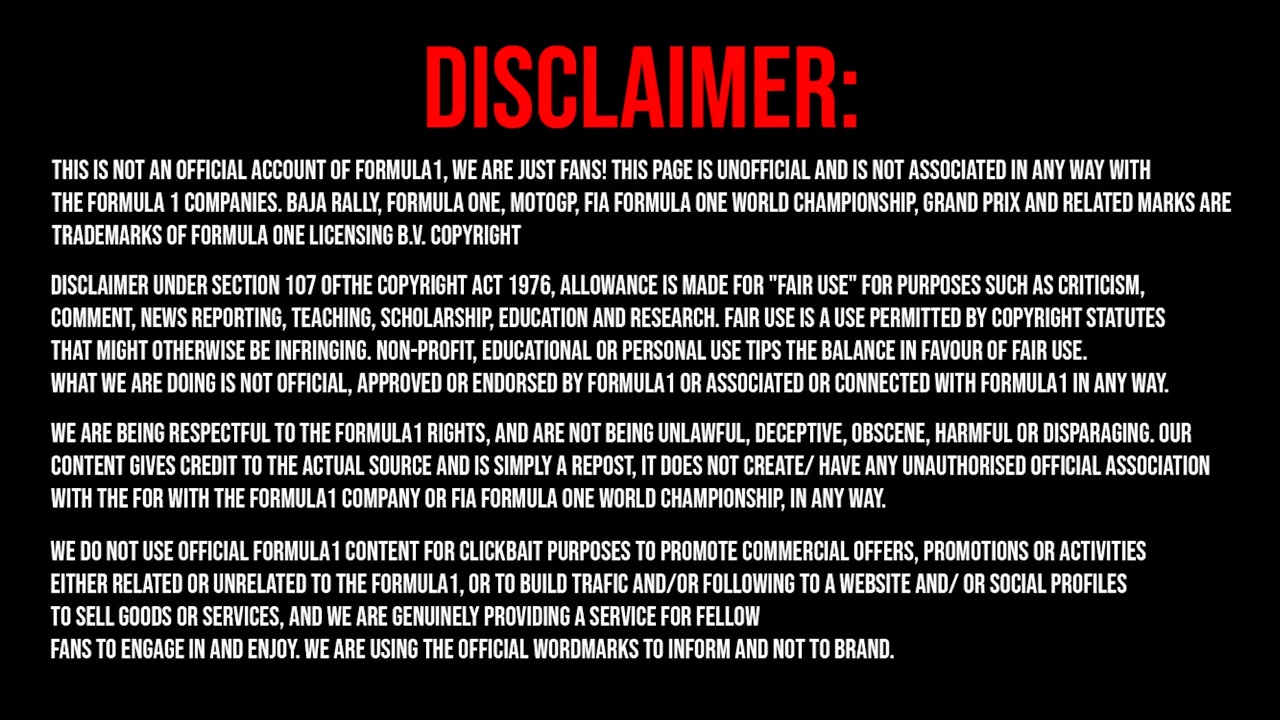 DISCLAIMER:
THIS IS NOT AN OFFICIAL ACCOUNT OF FORMULA1, WE ARE JUST FANS! THIS PAGE IS UNOFFICIAL AND IS NOT ASSOCIATED IN ANY WAY WITH
THE FORMULA 1 COMPANIES. BAJA RALLY, FORMULA ONE, MOTOGP, FIA FORMULA ONE WORLD CHAMPIONSHIP, GRAND PRIX AND RELATED MARKS ARE
TRADEMARKS OF FORMULA ONE LICENSING B.V. COPYRIGHT
DISCLAIMER UNDER SECTION 107 OFTHE COPYRIGHT ACT 1976, ALLOWANCE IS MADE FOR "FAIR USE" FOR PURPOSES SUCH AS CRITICISM,
COMMENT, NEWS REPORTING, TEACHING, SCHOLARSHIP, EDUCATION AND RESEARCH. FAIR USE IS A USE PERMITTED BY COPYRIGHT STATUTES
THAT MIGHT OTHERWISE BE INFRINGING. NON-PROFIT, EDUCATIONAL OR PERSONAL USE TIPS THE BALANCE IN FAVOUR OF FAIR USE.
WHAT WE ARE DOING IS NOT OFFICIAL, APPROVED OR ENDORSED BY FORMULA1 OR ASSOCIATED OR CONNECTED WITH FORMULA1 IN ANY WAY.
WE ARE BEING RESPECTFUL TO THE FORMULA1 RIGHTS, AND ARE NOT BEING UNLAWFUL, DECEPTIVE, OBSCENE, HARMFUL OR DISPARAGING. OUR
CONTENT GIVES CREDIT TO THE ACTUAL SOURCE AND IS SIMPLY A REPOST, IT DOES NOT CREATE/ HAVE ANY UNAUTHORISED OFFICIAL ASSOCIATION
WITH THE FOR WITH THE FORMULA1 COMPANY OR FIA FORMULA ONE WORLD CHAMPIONSHIP, IN ANY WAY.
WE DO NOT USE OFFICIAL FORMULA1 CONTENT FOR CLICKBAIT PURPOSES TO PROMOTE COMMERCIAL OFFERS, PROMOTIONS OR ACTIVITIES
EITHER RELATED OR UNRELATED TO THE FORMULA1, OR TO BUILD TRAFIC AND/OR FOLLOWING TO A WEBSITE AND/ OR SOCIAL PROFILES
TO SELL GOODS OR SERVICES, AND WE ARE GENUINELY PROVIDING A SERVICE FOR FELLOW
FANS TO ENGAGE IN AND ENJOY. WE ARE USING THE OFFICIAL WORDMARKS TO INFORM AND NOT TO BRAND.